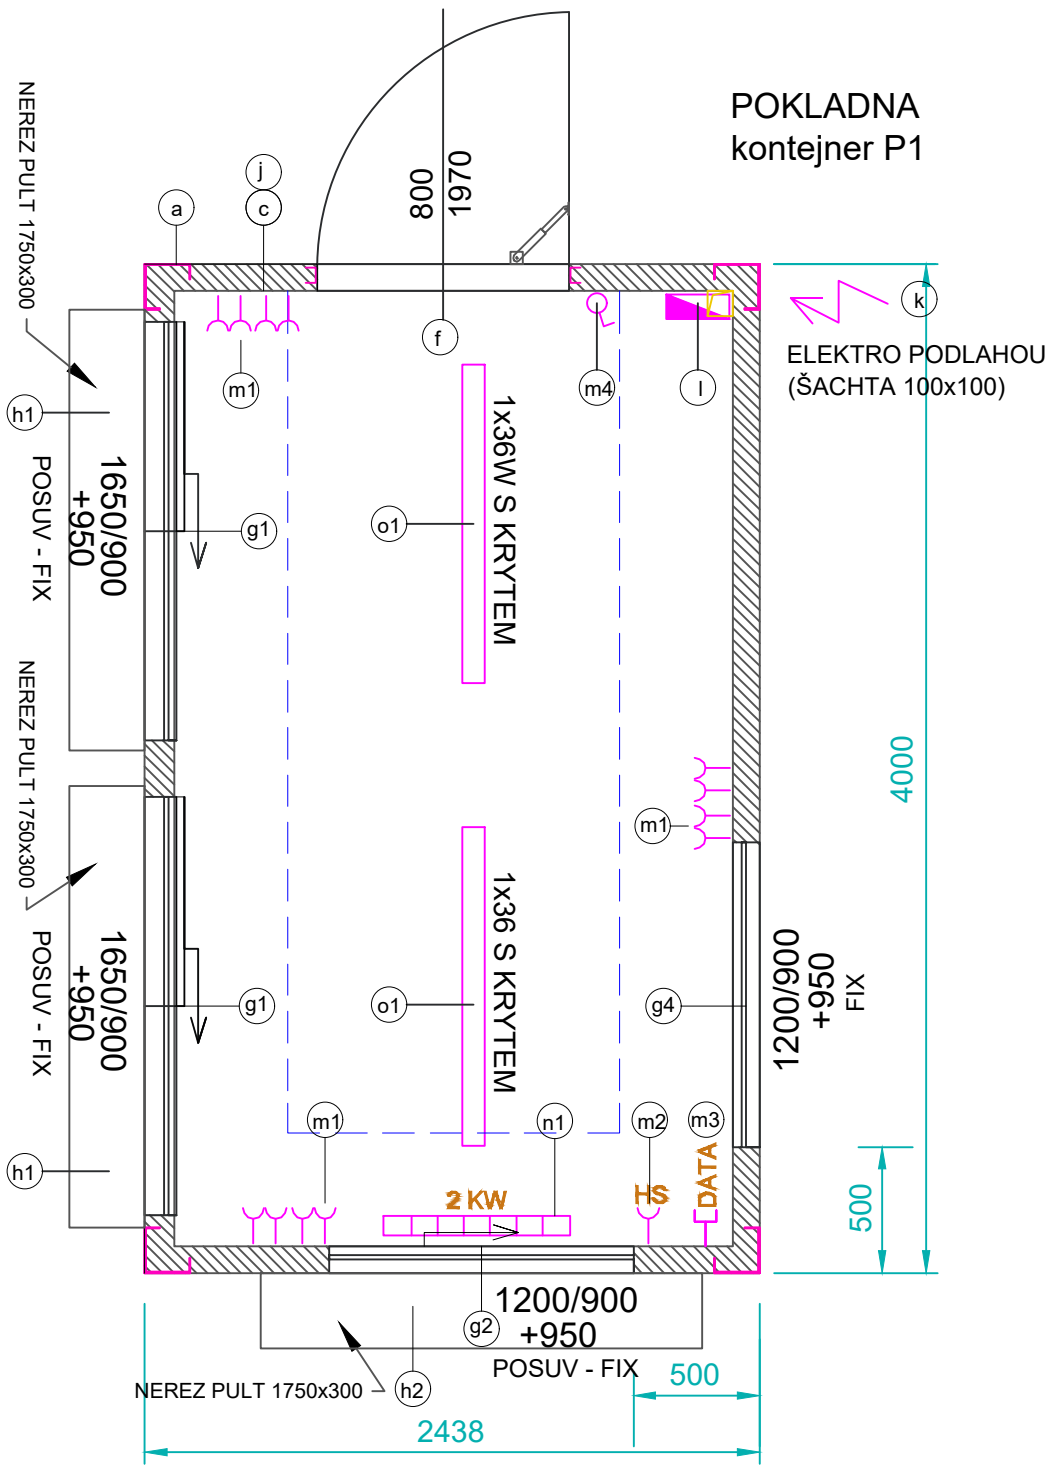 POKLADNA
kontejner P1
NEREZ PULT 1750x300
j
a
c
800
1970
k
ELEKTRO PODLAHOU
(ŠACHTA 100x100)
f
m1
m4
l
h1
1650/900
+950
POSUV - FIX
g1
o1
1x36W S KRYTEM
NEREZ PULT 1750x300
4000
m1
1650/900
+950
POSUV - FIX
g1
o1
1x36 S KRYTEM
g4
1200/900
+950
FIX
h1
m1
n1
m2
m3
2 KW
HS
DATA
500
1200/900
+950
g2
POSUV - FIX
NEREZ PULT 1750x300
h2
500
2438